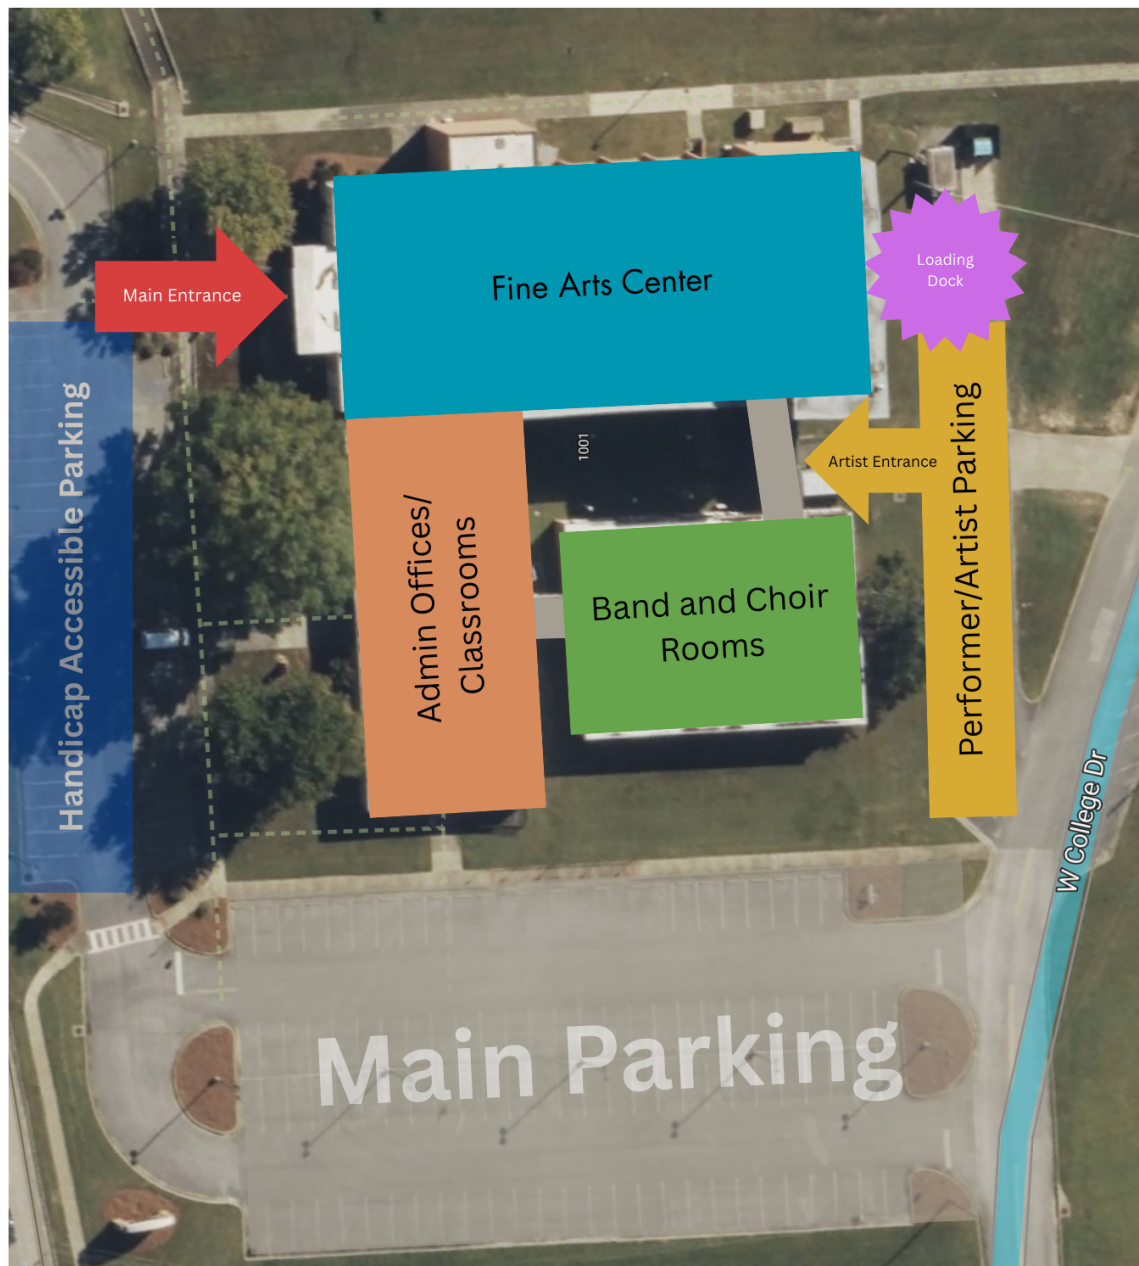 Fine Arts Center
Loading
Dock
Main Entrance
Handicap Accessible Parking
1001
Artist Entrance
Performer/Artist Parking
Admin Offices/
Classrooms
Band and Choir
Rooms
W College Dr
Main Parking